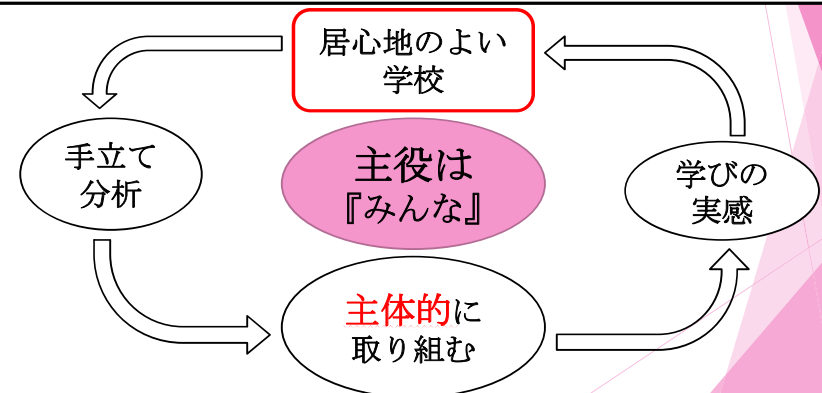 居心地のよい
学校
手立て
分析
主役は
『みんな』
学びの
実感
主体的に
取り組む